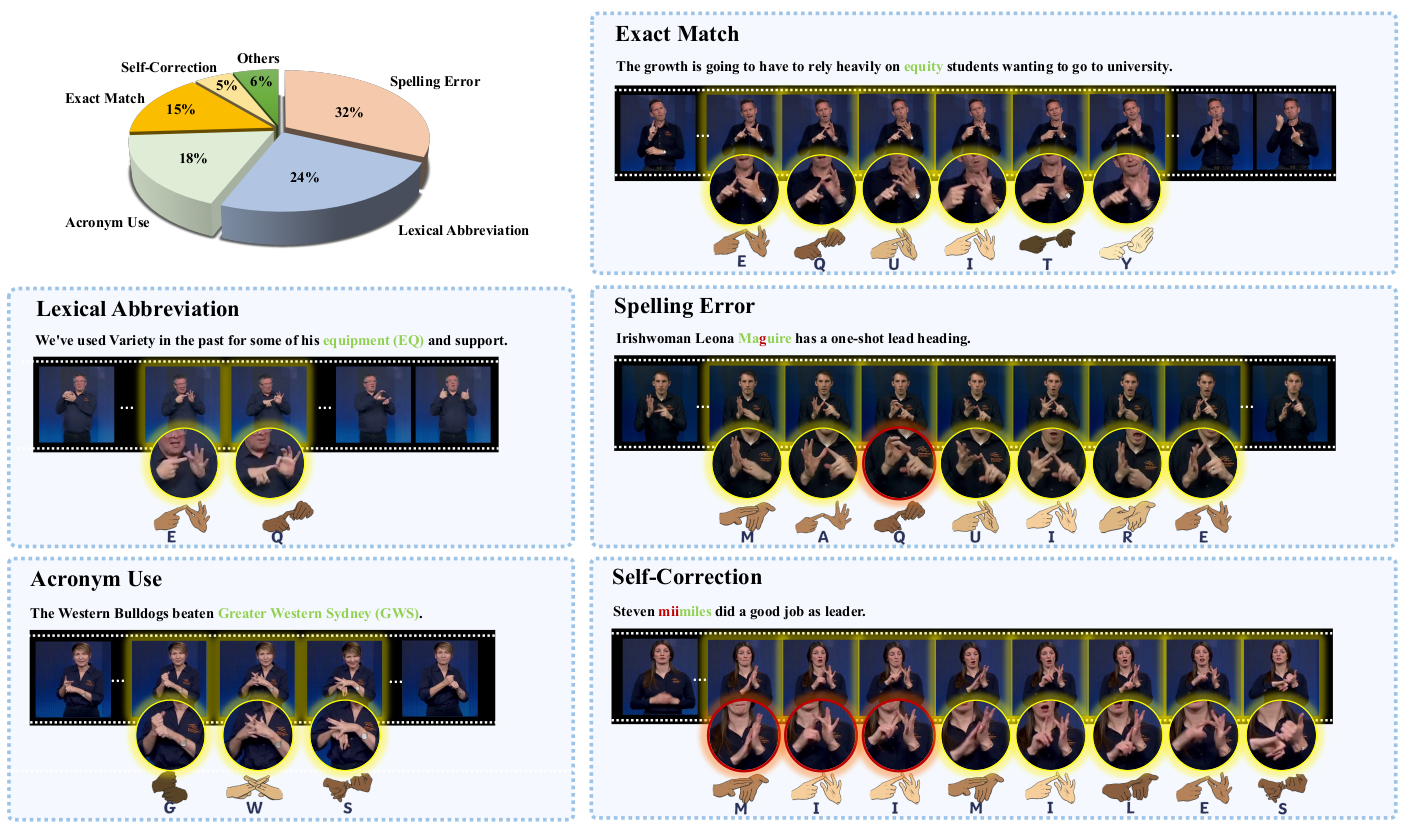 Self-Correction
Others
Spelling Error
Exact Match
5%
6%
15%
32%
18%
24%
Acronym Use
Lexical Abbreviation
Exact Match
The growth is going to have to rely heavily on equity students wanting to go to university.
...
...
E Q U I T Y
Lexical Abbreviation
We've used Variety in the past for some of his equipment (EQ) and support.
...
...
E Q
Spelling Error
Irishwoman Leona Maguire has a one-shot lead heading.
...
...
M A Q U I R E
Acronym Use
The Western Bulldogs beaten Greater Western Sydney (GWS).
...
...
G W S
Self-Correction
Steven miimiles did a good job as leader.
...
M I I M I L E S